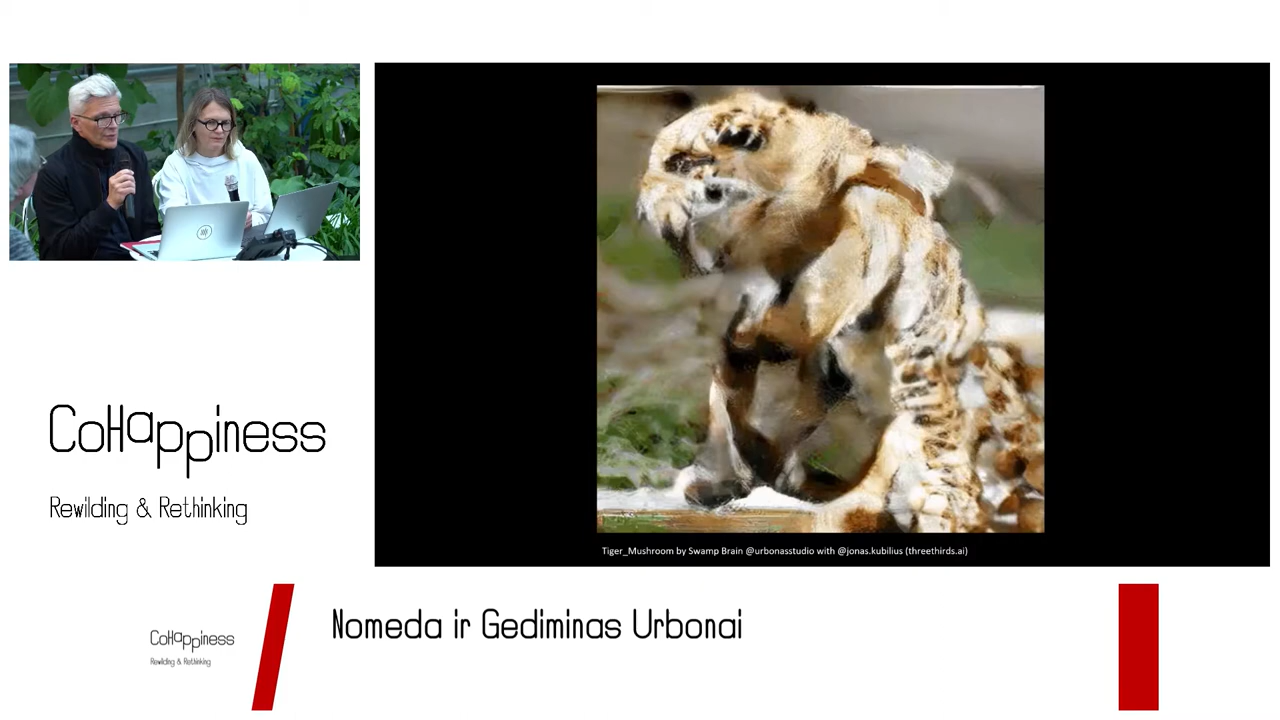 CoHappiness
Rewilding & Rethinking
Tiger_Mushroom by Swamp Brain @urbonasstudio with @jonas.kubilius (threethirds.ai)
CoHappiness
Rewilding & Rethinking
Nomeda ir Gediminas Urbonai